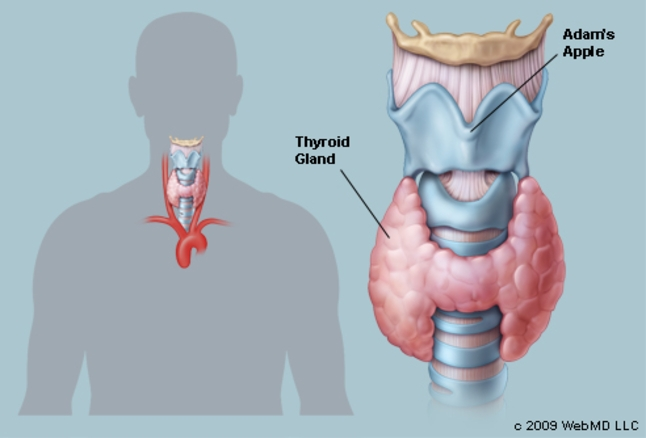 Adam's
Apple
Thyroid
Gland
c 2009 WebMD LLC